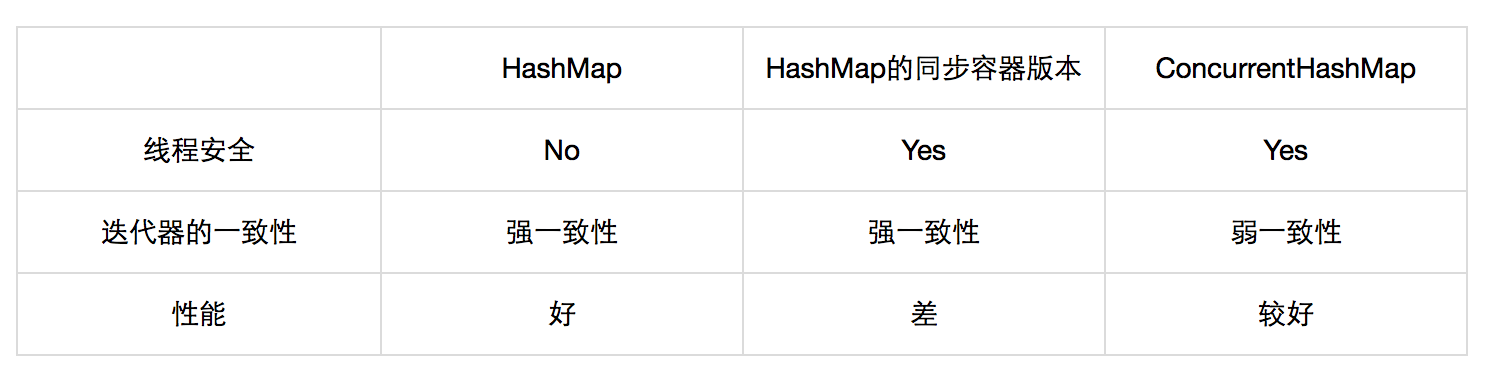 HashMap HashMap的同步容器版本 ConcurrentHashMap
线程安全 No Yes Yes
迭代器的一致性 强一致性 强一致性 弱一致性
性能 好 差 较好